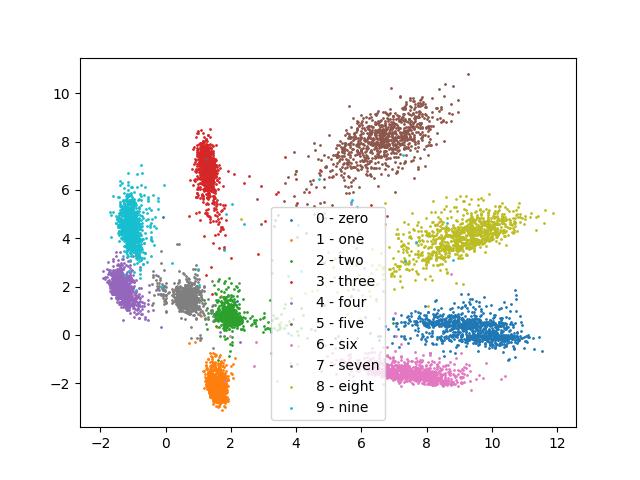 10
8
6
4
2
0
−2
0 - zero
1 - one
2 - two
3 - three
4 - four
5 - five
6 - six
7 - seven
8 - eight
9 - nine
−2 0 2 4 6 8 10 12